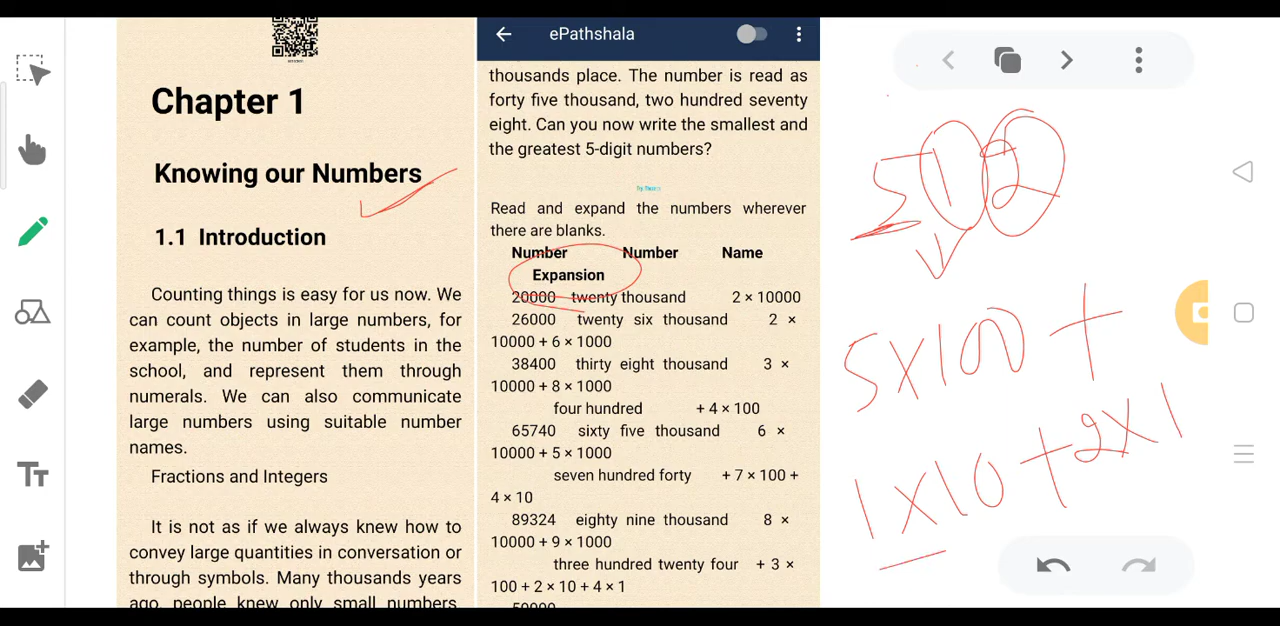 Chapter 1
Knowing our Numbers
1.1 Introduction
Counting things is easy for us now. We
can count objects in large numbers, for
example, the number of students in the
school, and represent them through
numerals. We can also communicate
large numbers using suitable number
names.
Fractions and Integers
It is not as if we always knew how to
convey large quantities in conversation or
through symbols. Many thousands years
ago, people knew only small numbers.
ePathshala
thousands place. The number is read as
forty five thousand, two hundred seventy
eight. Can you now write the smallest and
the greatest 5-digit numbers?
Read and expand the numbers wherever
there are blanks.
Number Number Name
Expansion
20000 twenty thousand 2 × 10000
26000 twenty six thousand 2 ×
10000 + 6 × 1000
38400 thirty eight thousand 3 ×
10000 + 8 × 1000
four hundred + 4 × 100
65740 sixty five thousand 6 ×
10000 + 5 × 1000
seven hundred forty + 7 × 100 +
4 × 10
89324 eighty nine thousand 8 ×
10000 + 9 × 1000
three hundred twenty four + 3 ×
100 + 2 × 10 + 4 × 1
50000
512
5×100 +
1×10+2×1
Tт